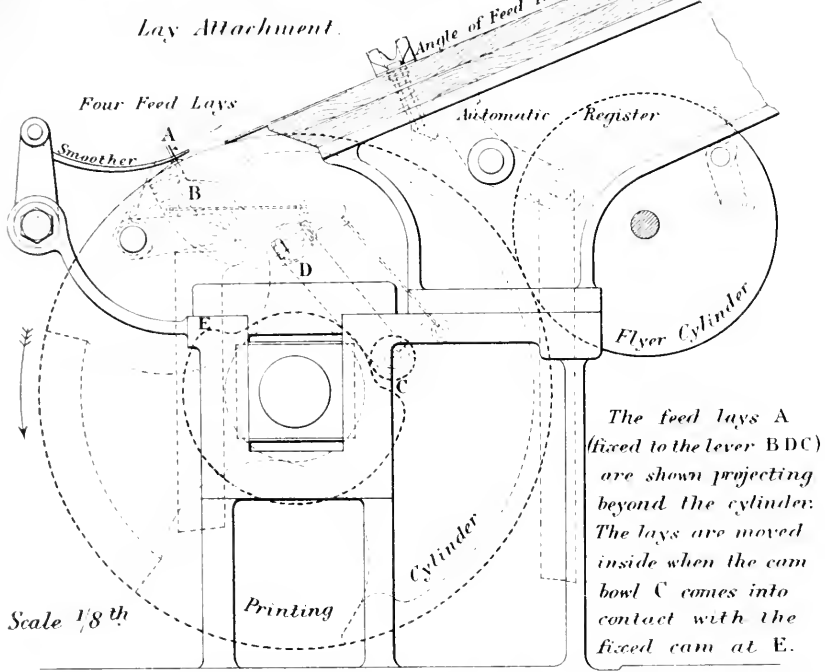 Lay Attachment.
Angle of Feed
Four Feed Lays
A
Smoother
Automatic Register
B
D
E
C
Flyer Cylinder
The feed lays A
(fixed to the lever B D C)
are shown projecting
beyond the cylinder.
The lays are moved
inside when the cam
bowl C comes into
contact with the
fixed cam at E.
Cylinder
Printing
Scale 1/8 th